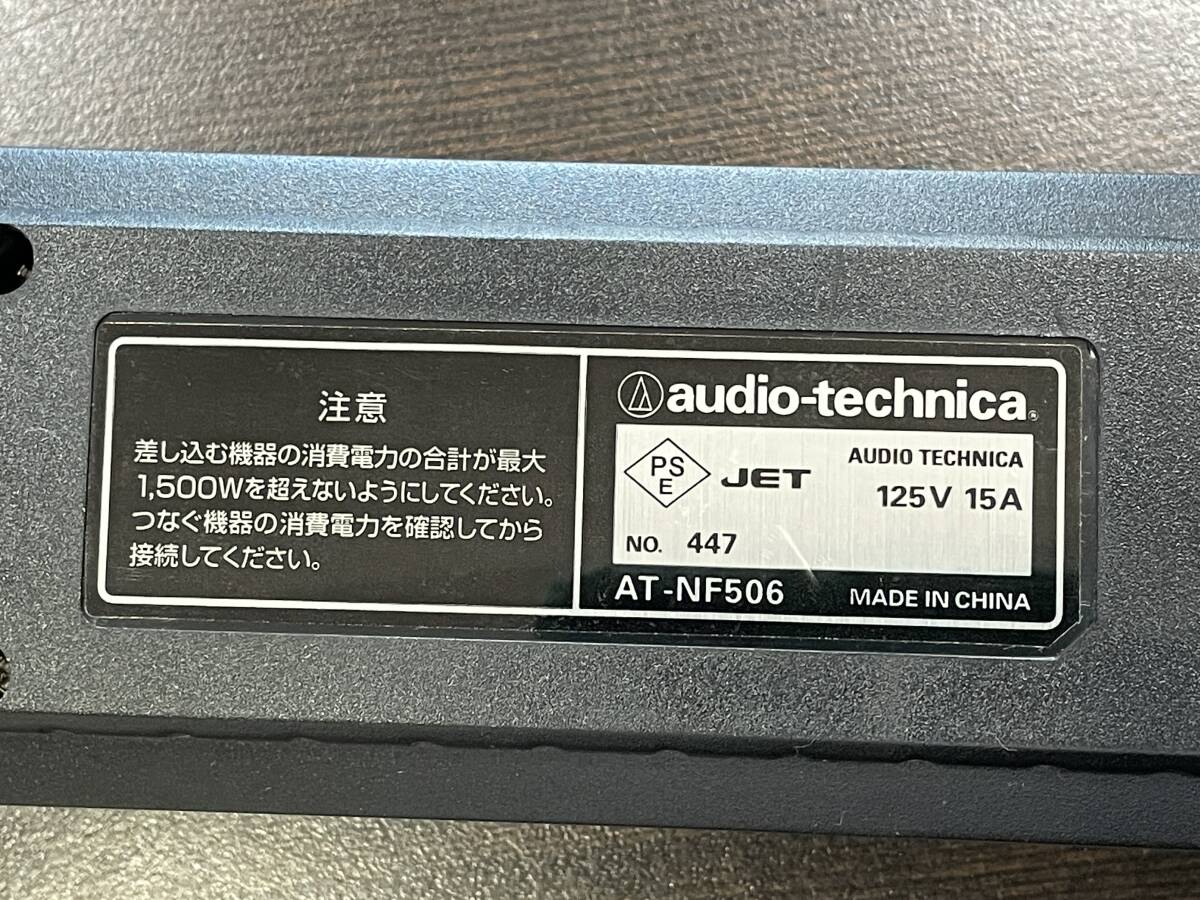 注意
差し込む機器の消費電力の合計が最大
1,500Wを超えないようにしてください。
つなぐ機器の消費電力を確認してから
接続してください。
audio-technica®
PS
E
JET
AUDIO TECHNICA
125V 15A
NO. 447
AT-NF506
MADE IN CHINA